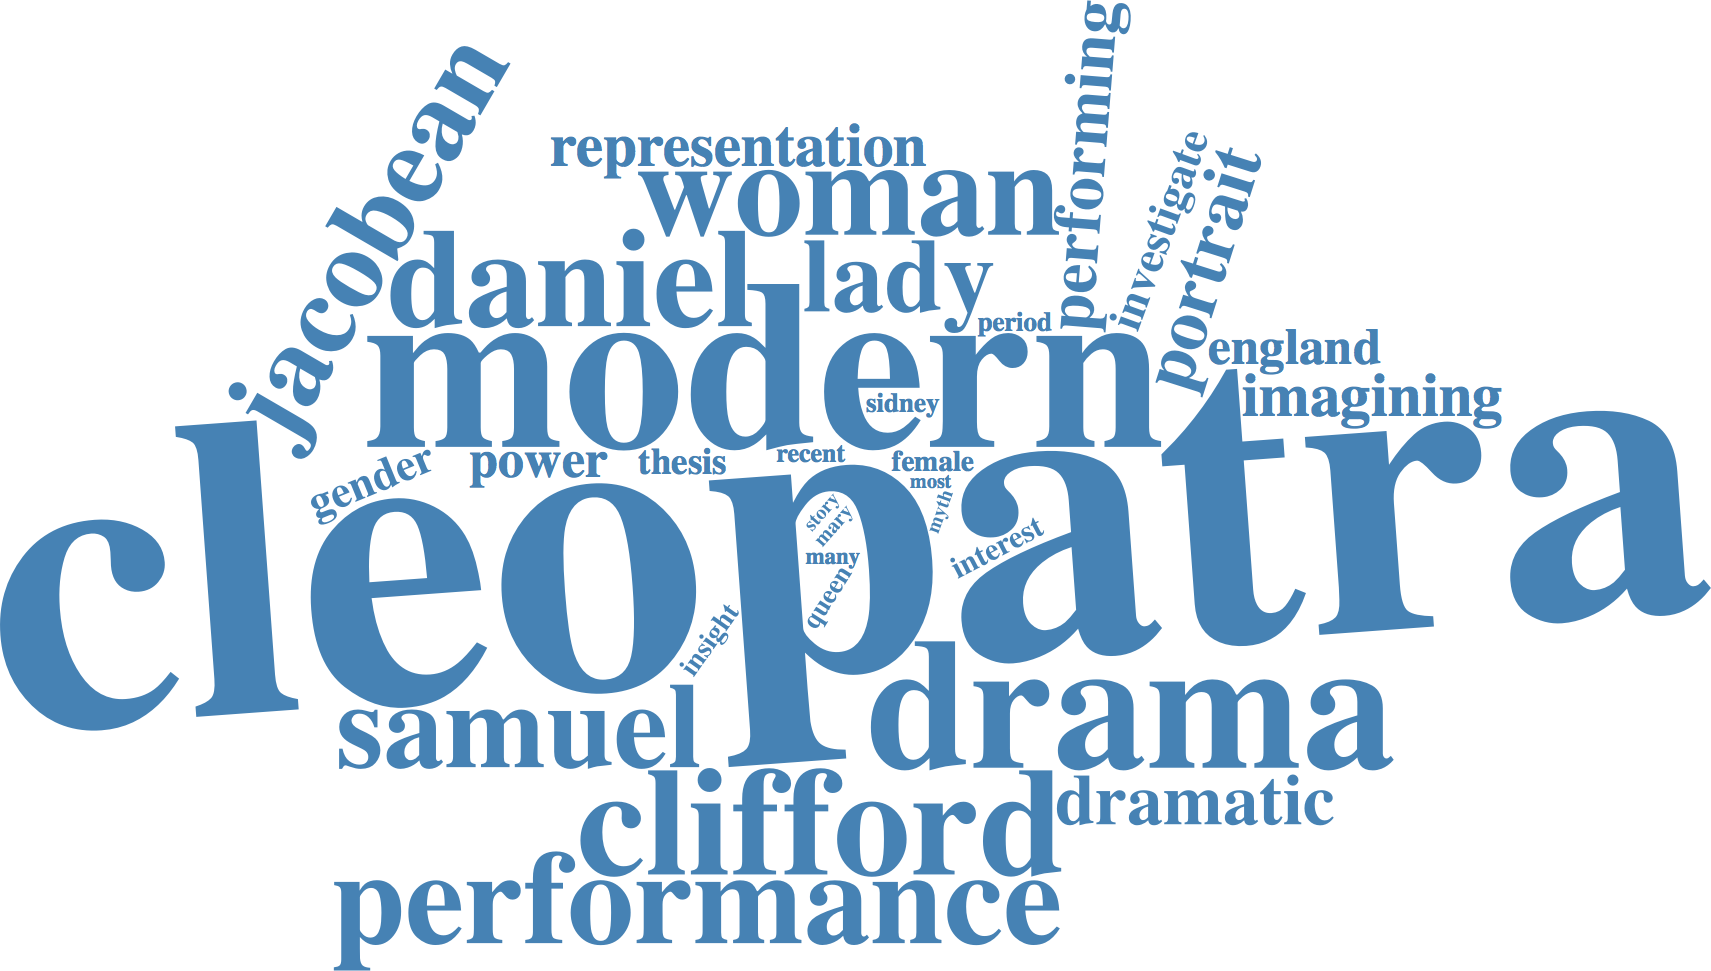 performing
jacobean
representation
woman
investigate
portrait
daniel
lady
period
modern
england
imagining
sidney
cleopatra
gender
power
thesis
recent
female
most
myth
story
mary
many
queen
interest
insight
samuel
drama
clifford
dramatic
performance